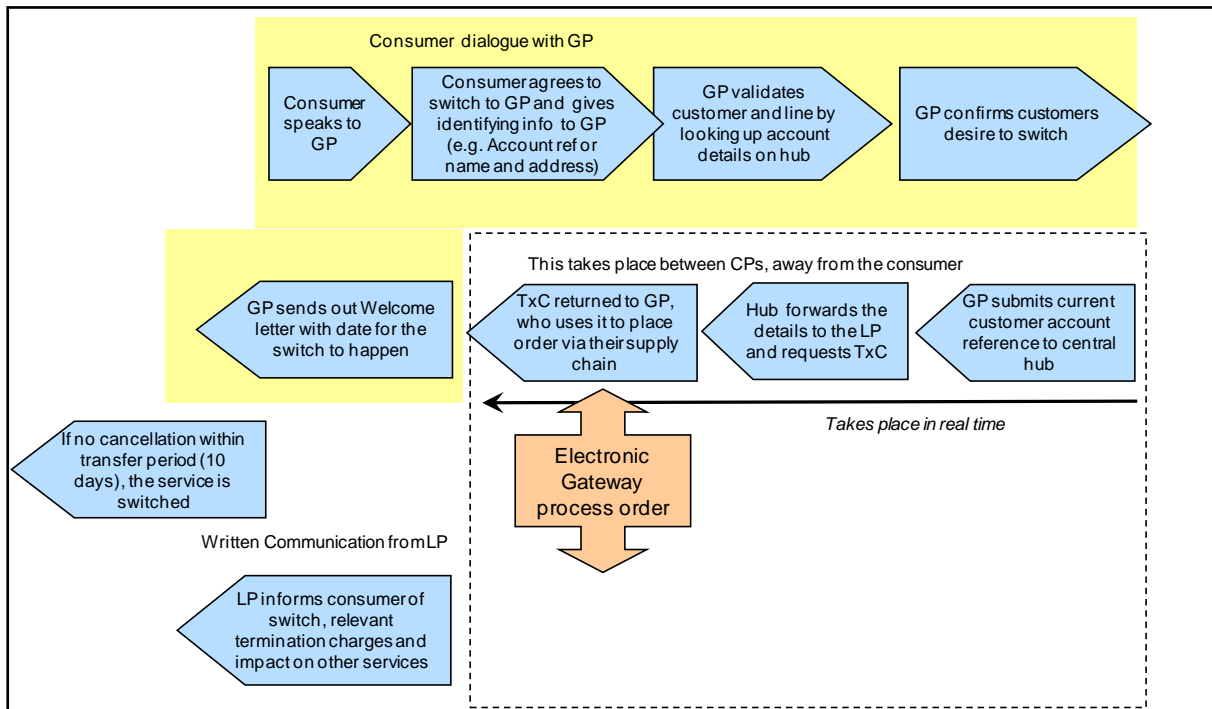 Consumer dialogue with GP
Consumer
speaks to
GP
Consumer agrees to
switch to GP and gives
identifying info to GP
(e.g. Account ref or
name and address)
GP validates
customer and line by
looking up account
details on hub
GP confirms customers
desire to switch
This takes place between CPs, away from the consumer
GP submits current
customer account
reference to central
hub
Hub forwards the
details to the LP
and requests TxC
TxC returned to GP,
who uses it to place
order via their supply
chain
GP sends out Welcome
letter with date for the
switch to happen
Takes place in real time
Electronic
Gateway
process order
If no cancellation within
transfer period (10
days), the service is
switched
Written Communication from LP
LP informs consumer of
switch, relevant
termination charges and
impact on other services